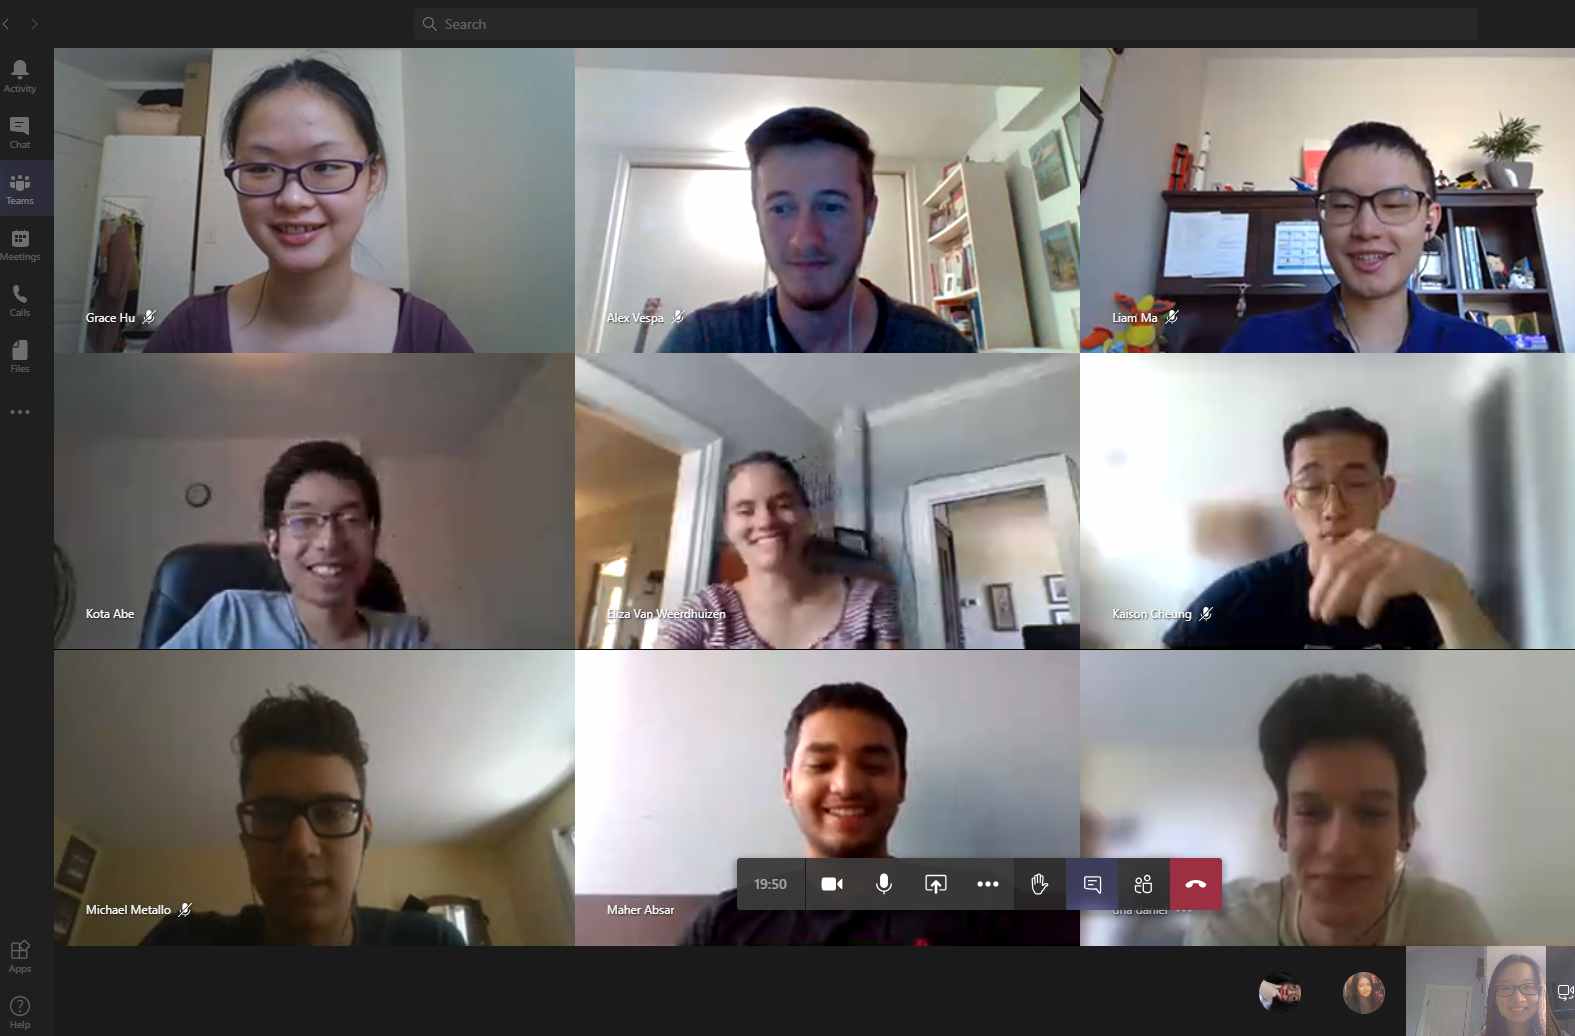 Search
Activity
Chat
Teams
Meetings
Calls
Files
Apps
Help
Grace Hu
Alex Vespa
Liam Ma
Kota Abe
Eliza Van Weerdhuizen
Kaison Cheung
Michael Metallo
Maher Absar
19:50